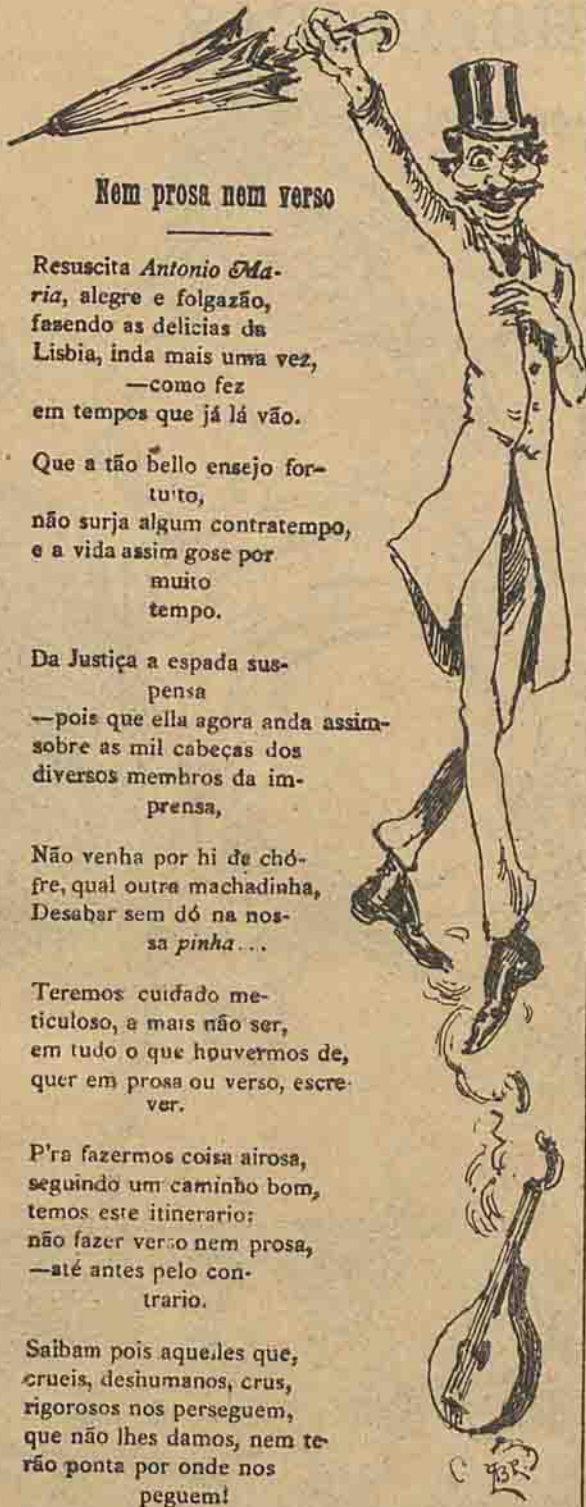 Nem prosa nem verso
Resuscita Antonio Ma-
ria, alegre e folgazão,
fasendo as delicias da
Lisbia, inda mais uma vez,
—como fez
em tempos que já lá vão.
Que a tão bello ensejo for-
tuito,
não surja algum contratempo,
e a vida assim gose por
muito
tempo.
Da Justiça a espada sus-
pensa
—pois que ella agora anda assim-
sobre as mil cabeças dos
diversos membros da im-
prensa,
Não venha por hi de chó-
fre, qual outra machadinha,
Desabar sem dó na nos-
sa pinha...
Teremos cuidado me-
ticuloso, a mais não ser,
em tudo o que houvermos de,
quer em prosa ou verso, escre-
ver.
P'ra fazermos coisa airosa,
seguindo um caminho bom,
temos este itinerario:
não fazer verso nem prosa,
—até antes pelo con-
trario.
Saibam pois aquelles que,
crueis, deshumanos, crus,
rigorosos nos perseguem,
que não lhes damos, nem te-
rão ponta por onde nos
peguem!